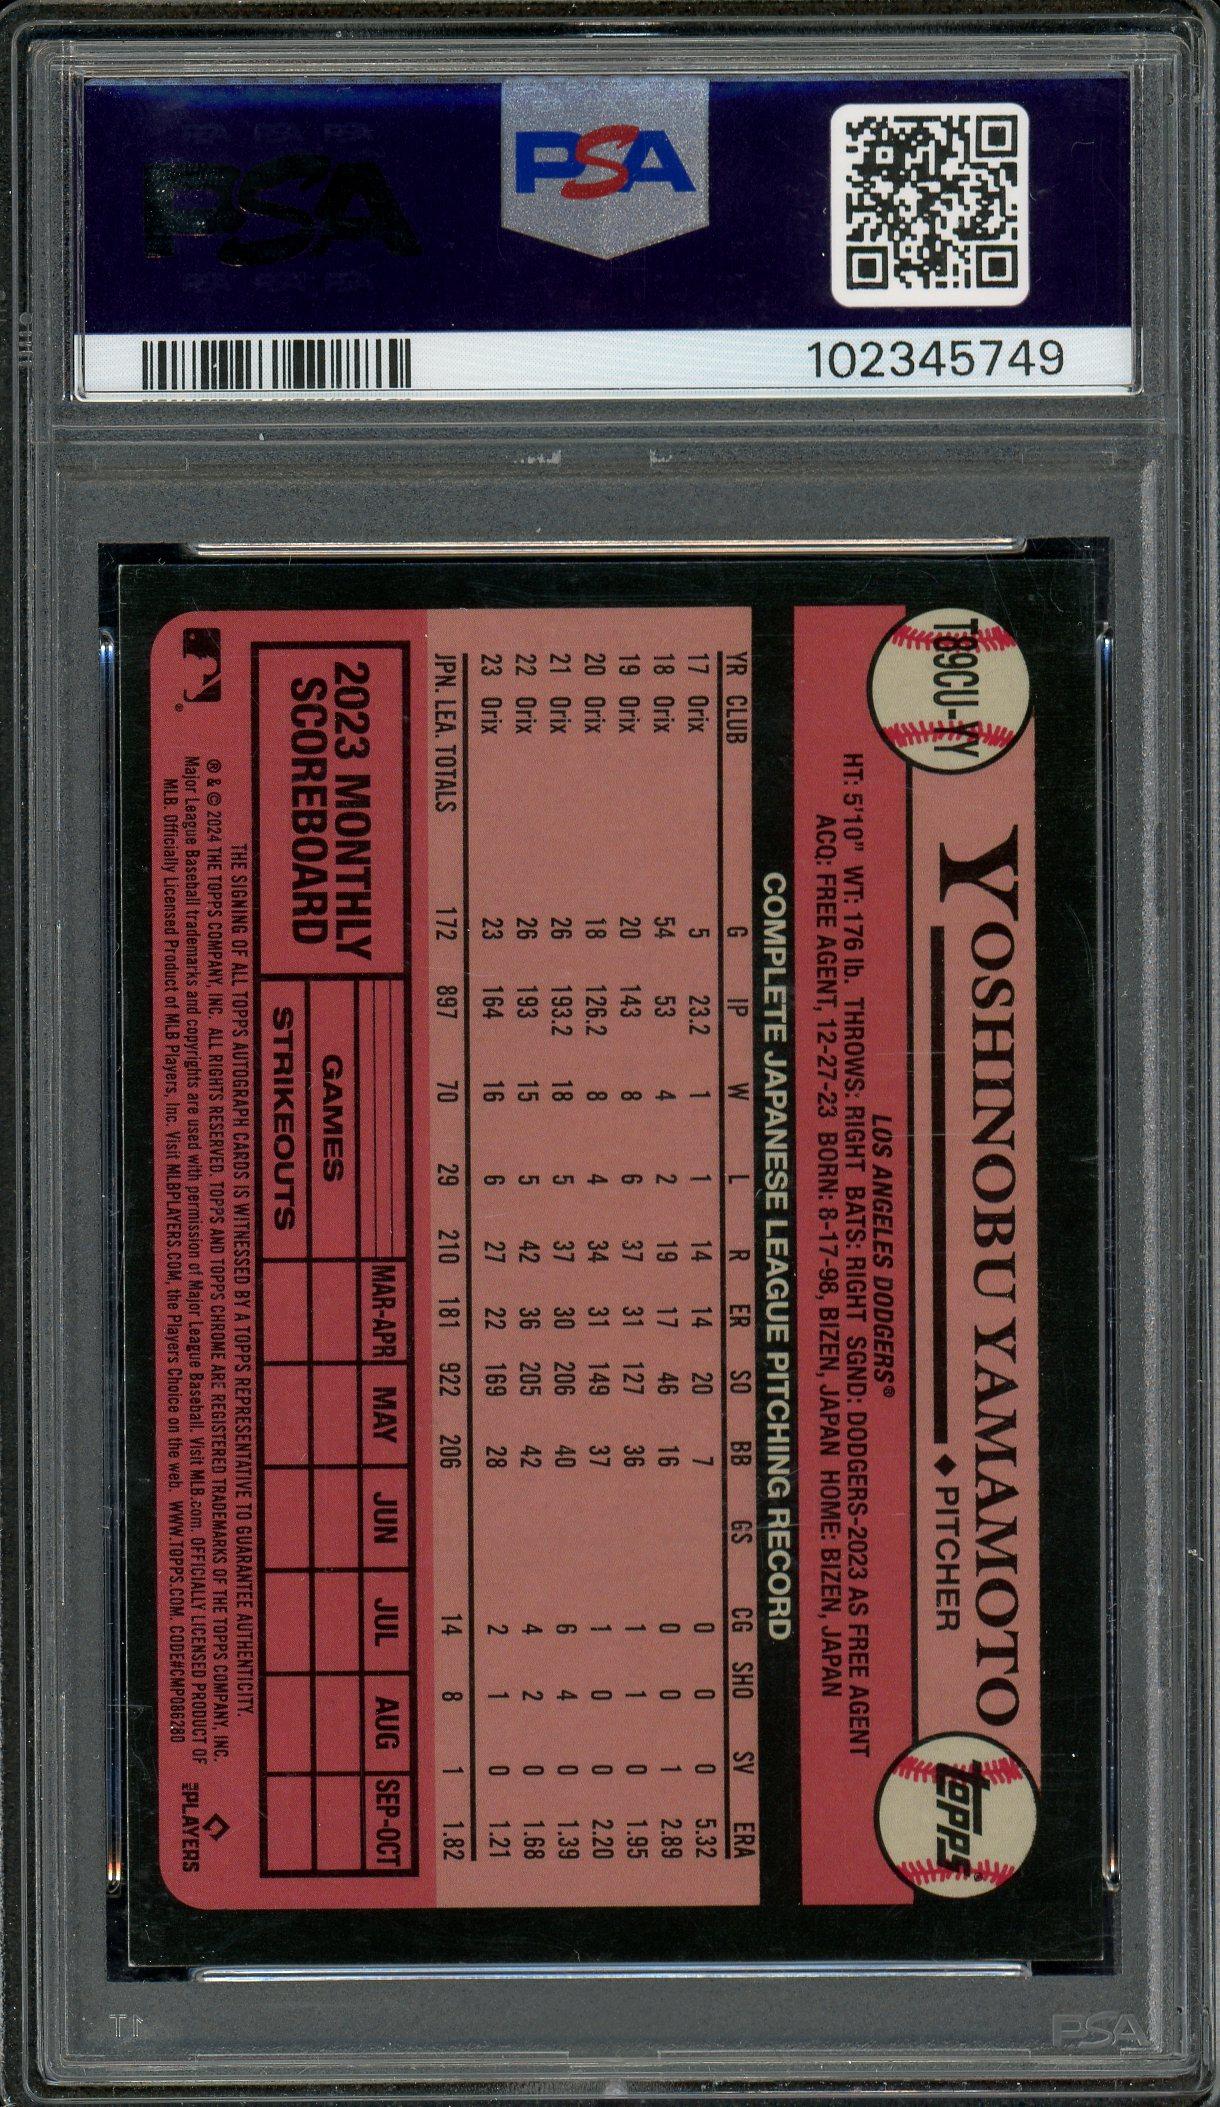 PSA
PSA
102345749
T89CU-YY
YOSHINOBU YAMAMOTO
♦ PITCHER
topps®
LOS ANGELES DODGERS®
HT: 5'10" WT: 176 lb. THROWS: RIGHT BATS: RIGHT SGND: DODGERS-2023 AS FREE AGENT
ACQ: FREE AGENT, 12-27-23 BORN: 8-17-98, BIZEN, JAPAN HOME: BIZEN, JAPAN
COMPLETE JAPANESE LEAGUE PITCHING RECORD
YR CLUB G IP W L R ER SO BB GS CG SHO SV ERA
17 Orix 5 23.2 1 1 14 14 20 7 0 0 0 5.32
18 Orix 54 53 4 2 19 17 46 16 0 0 1 2.89
19 Orix 20 143 8 6 37 31 127 36 1 1 0 1.95
20 Orix 18 126.2 8 4 34 31 149 37 1 0 0 2.20
21 Orix 26 193.2 18 5 37 30 206 40 6 4 0 1.39
22 Orix 26 193 15 5 42 36 205 42 4 2 0 1.68
23 Orix 23 164 16 6 27 22 169 28 2 1 0 1.21
JPN. LEA. TOTALS 172 897 70 29 210 181 922 206 14 8 1 1.82
2023 MONTHLY
SCOREBOARD
MAR-APR MAY JUN JUL AUG SEP-OCT
GAMES
STRIKEOUTS
THE SIGNING OF ALL TOPPS AUTOGRAPH CARDS IS WITNESSED BY A TOPPS REPRESENTATIVE TO GUARANTEE AUTHENTICITY.
® & © 2024 THE TOPPS COMPANY, INC. ALL RIGHTS RESERVED. TOPPS AND TOPPS CHROME ARE REGISTERED TRADEMARKS OF THE TOPPS COMPANY, INC.
Major League Baseball trademarks and copyrights are used with permission of Major League Baseball. Visit MLB.com. OFFICIALLY LICENSED PRODUCT OF
MLB. Officially Licensed Product of MLB Players, Inc. Visit MLBPLAYERS.COM, the Players Choice on the web. WWW.TOPPS.COM. CODE#CMP086280
MLB PLAYERS
PSA